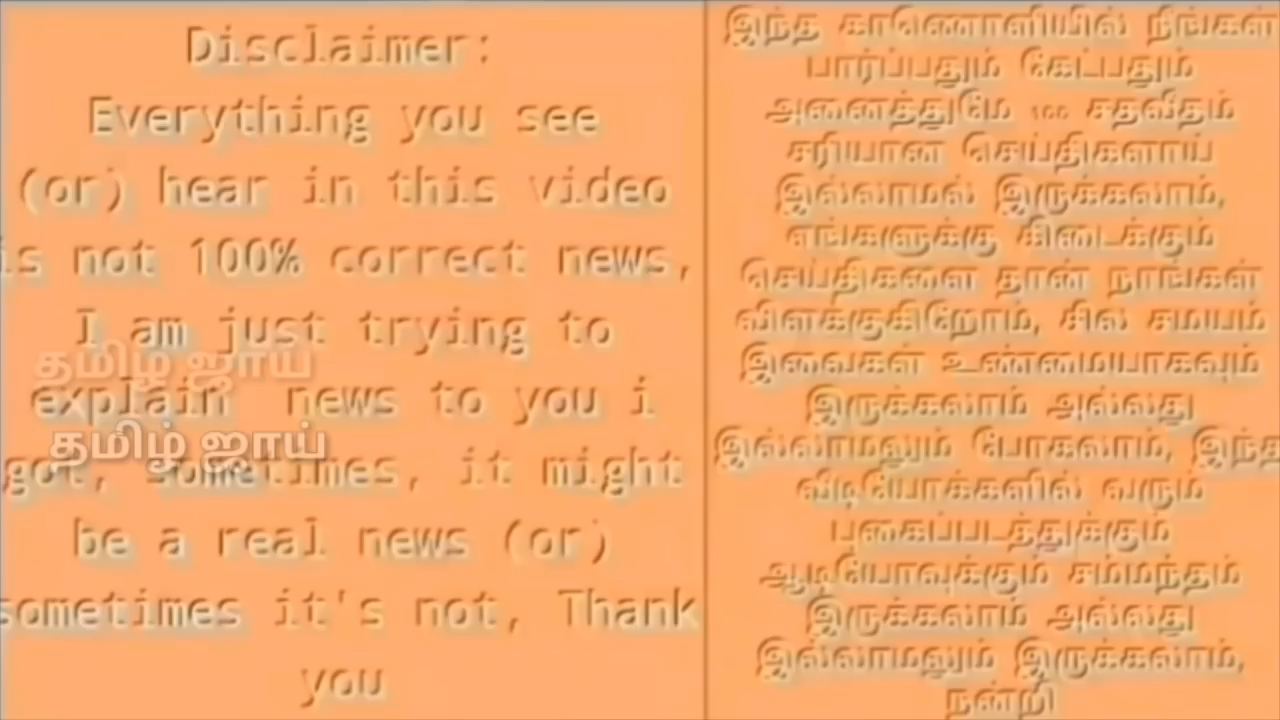 Disclaimer:
Everything you see
(or) hear in this video
is not 100% correct news,
I am just trying to
explain news to you i
got, sometimes, it might
be a real news (or)
sometimes it's not, Thank
you
தமிழ் ஜாய்
தமிழ் ஜாய்
இந்த காணொளியில் நீங்கள்
பார்ப்பதும் கேட்பதும்
அனைத்துமே 100 சதவீதம்
சரியான செய்திகளாய்
இல்லாமல் இருக்கலாம்,
எங்களுக்கு கிடைக்கும்
செய்திகளை தான் நாங்கள்
விளக்குகிறோம், சில சமயம்
இவைகள் உண்மையாகவும்
இருக்கலாம் அல்லது
இல்லாமலும் போகலாம், இந்த
வீடியோக்களில் வரும்
புகைப்படத்துக்கும்
ஆடியோவுக்கும் சம்மந்தம்
இருக்கலாம் அல்லது
இல்லாமலும் இருக்கலாம்,
நன்றி